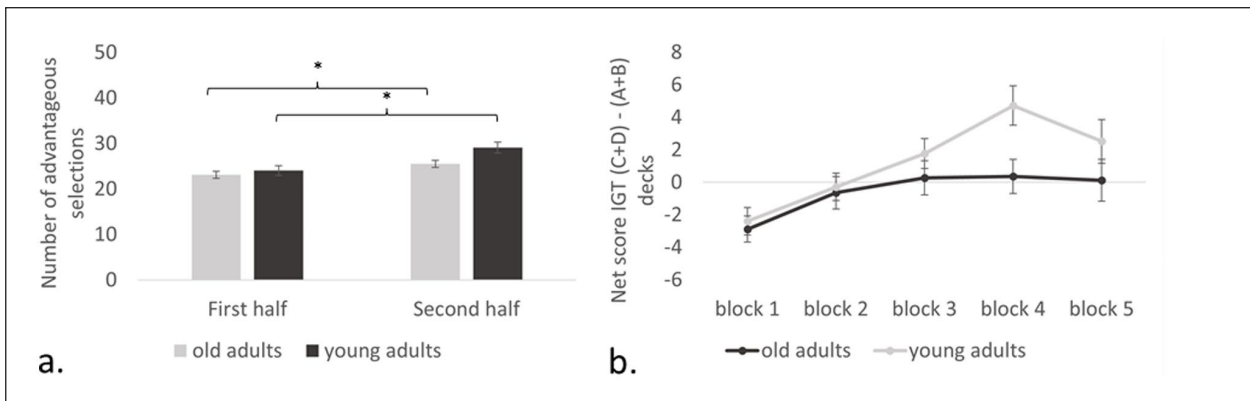 Number of advantageous
selections
50
40
30
20
10
0
*
*
First half
Second half
old adults
young adults
a.
Net score IGT (C+D) - (A+B)
decks
8
6
4
2
0
-2
-4
-6
block 1
block 2
block 3
block 4
block 5
old adults
young adults
b.